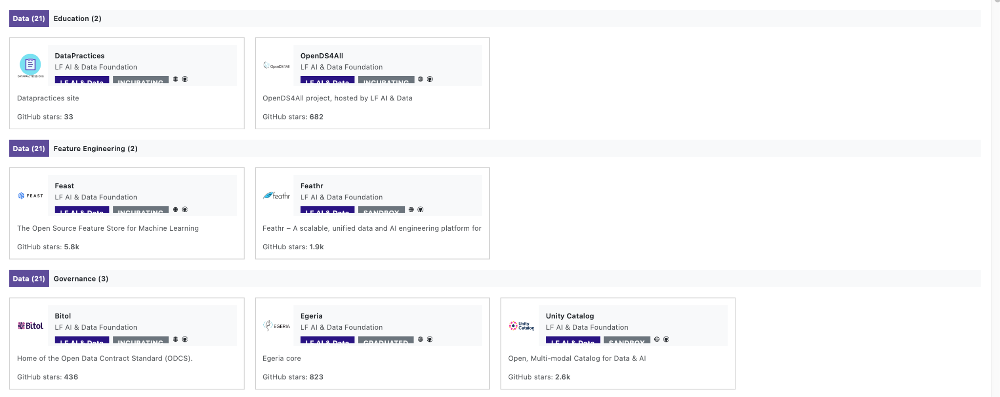 Data (21) Education (2)
DataPractices
LF AI & Data Foundation
LF AI & Data INCUBATING
DATAPRACTICES.ORG
Datapractices site
GitHub stars: 33
OpenDS4All
OpenDS4All
LF AI & Data Foundation
LF AI & Data INCUBATING
OpenDS4All project, hosted by LF AI & Data
GitHub stars: 682
Data (21) Feature Engineering (2)
FEAST
Feast
LF AI & Data Foundation
LF AI & Data INCUBATING
The Open Source Feature Store for Machine Learning
GitHub stars: 5.8k
feathr
Feathr
LF AI & Data Foundation
LF AI & Data SANDBOX
Feathr – A scalable, unified data and AI engineering platform for
GitHub stars: 1.9k
Data (21) Governance (3)
Bitol
Bitol
LF AI & Data Foundation
LF AI & Data INCUBATING
Home of the Open Data Contract Standard (ODCS).
GitHub stars: 436
EGERIA
Egeria
LF AI & Data Foundation
LF AI & Data GRADUATED
Egeria core
GitHub stars: 823
Unity
Catalog
Unity Catalog
LF AI & Data Foundation
LF AI & Data SANDBOX
Open, Multi-modal Catalog for Data & AI
GitHub stars: 2.6k